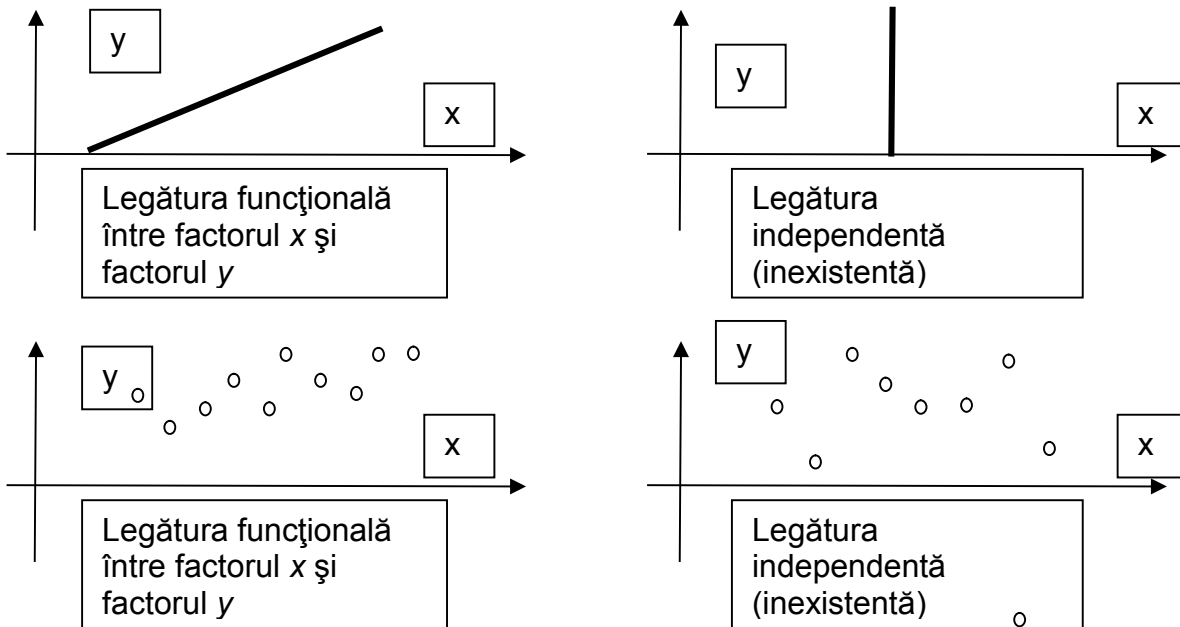 y
x
Legătura funcţională
între factorul x şi
factorul y
y
x
Legătura
independentă
(inexistentă)
y
x
Legătura funcţională
între factorul x şi
factorul y
y
x
Legătura
independentă
(inexistentă)